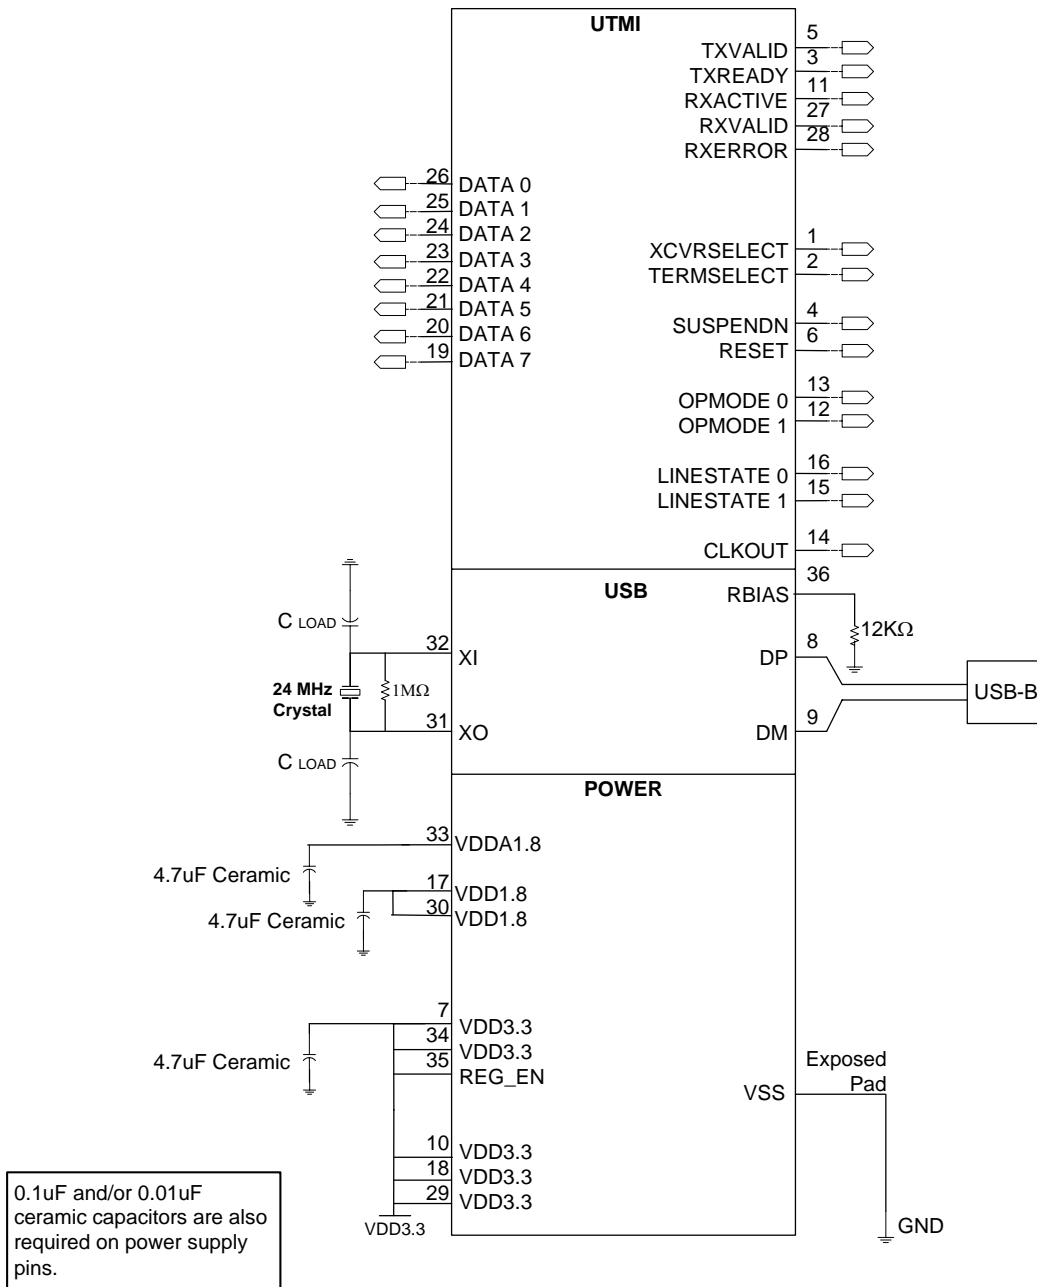 UTMI
5
TXVALID
3
TXREADY
11
RXACTIVE
27
RXVALID
28
RXERROR
26
DATA 0
25
DATA 1
24
DATA 2
23
DATA 3
22
DATA 4
21
DATA 5
20
DATA 6
19
DATA 7
1
XCVRSELECT
2
TERMSELECT
4
SUSPENDN
6
RESET
13
OPMODE 0
12
OPMODE 1
16
LINESTATE 0
15
LINESTATE 1
14
CLKOUT
USB
36
RBIAS
12KΩ
8
DP
9
DM
USB-B
C LOAD
32
XI
24 MHz
Crystal
1MΩ
31
XO
C LOAD
POWER
33
VDDA1.8
4.7uF Ceramic
17
VDD1.8
30
VDD1.8
4.7uF Ceramic
7
VDD3.3
34
VDD3.3
35
REG_EN
4.7uF Ceramic
10
VDD3.3
18
VDD3.3
29
VDD3.3
VDD3.3
Exposed
Pad
VSS
GND
0.1uF and/or 0.01uF
ceramic capacitors are also
required on power supply
pins.